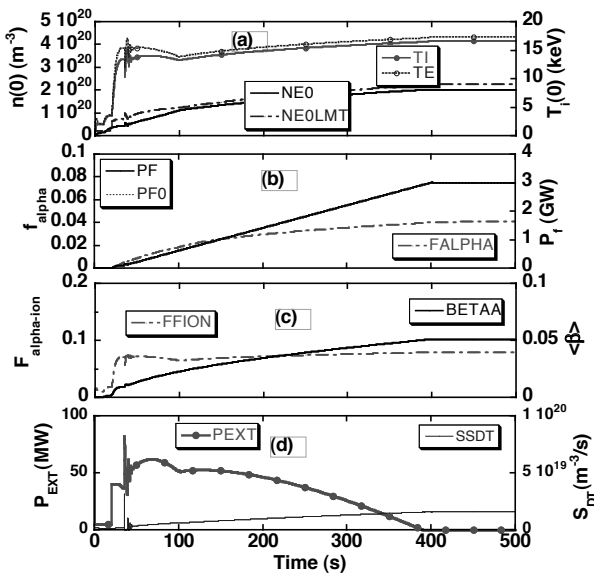 n(0) (m⁻³)
5 10²⁰
4 10²⁰
3 10²⁰
2 10²⁰
1 10²⁰
0
(a)
TI
TE
NE0
NE0LMT
20
15
10
5
0
T_i(0) (keV)
f_alpha
0.1
0.08
0.06
0.04
0.02
0
PF
PF0
(b)
FALPHA
4
3
2
1
0
P_f (GW)
F_alpha-ion
0.2
0.1
0.0
FFION
(c)
BETAA
0.1
0.05
0
<β>
P_EXT(MW)
100
50
0
PEXT
(d)
SSDT
1 10²⁰
5 10¹⁹
0
S_DT(m⁻³/s)
0 100 200 300 400 500
Time (s)